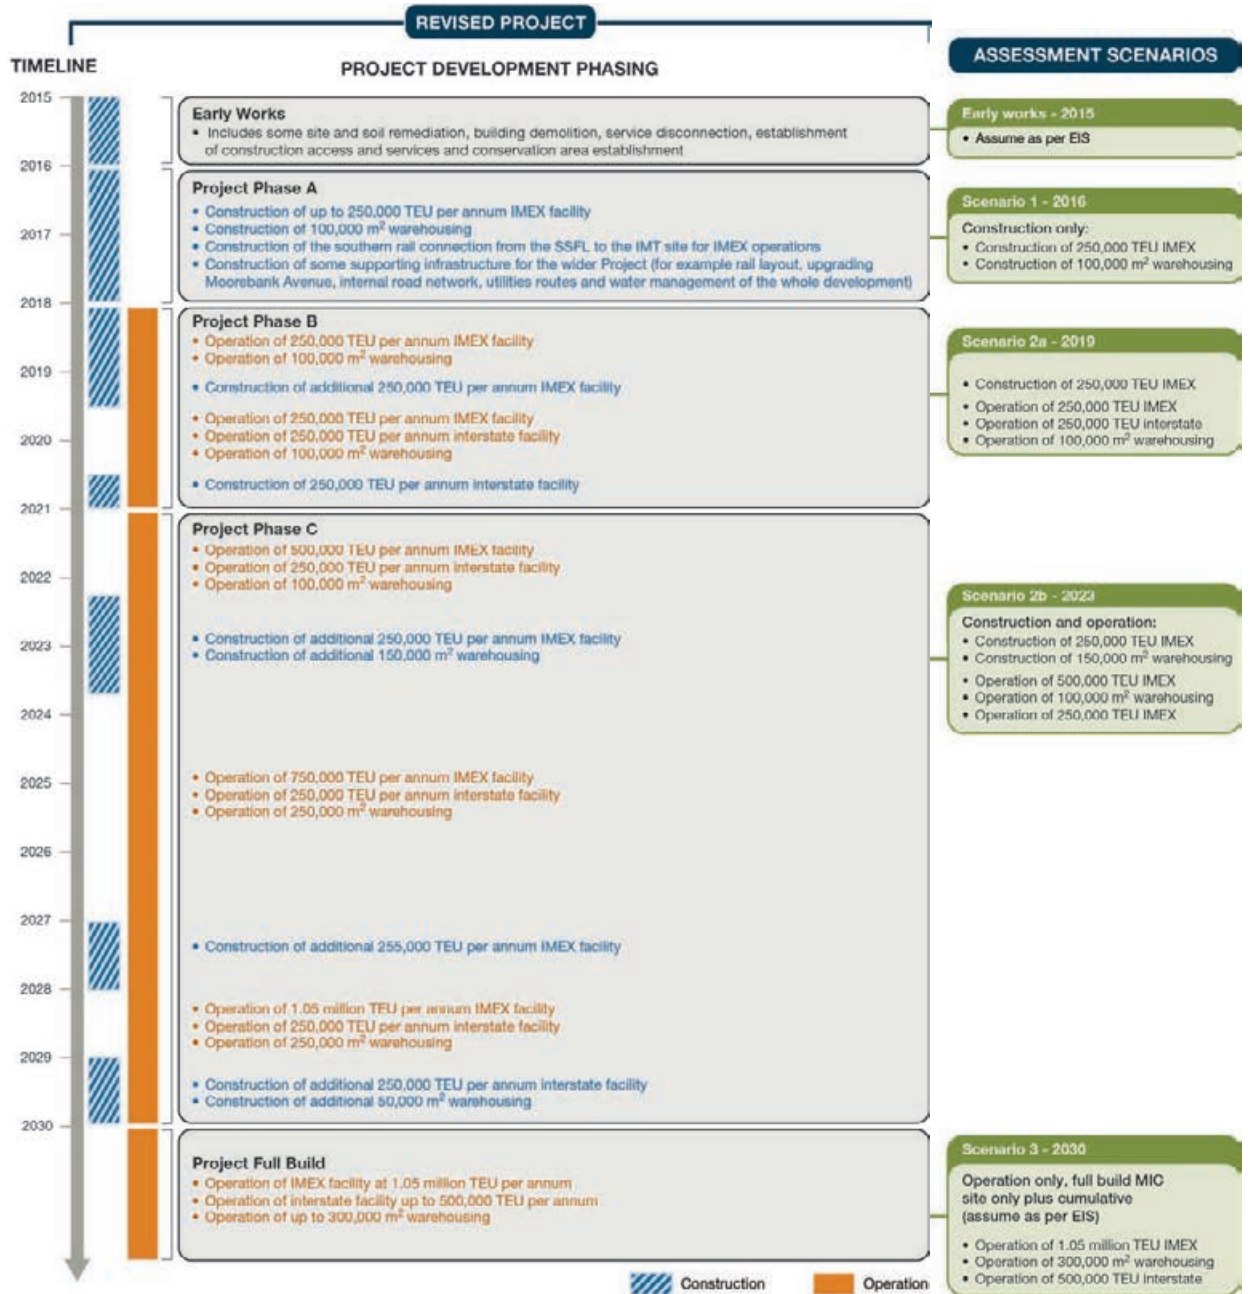 REVISED PROJECT
TIMELINE
PROJECT DEVELOPMENT PHASING
ASSESSMENT SCENARIOS
2015
Early Works
• Includes some site and soil remediation, building demolition, service disconnection, establishment
of construction access and services and conservation area establishment
Early works - 2015
• Assume as per EIS
2016
Project Phase A
• Construction of up to 250,000 TEU per annum IMEX facility
• Construction of 100,000 m² warehousing
• Construction of the southern rail connection from the SSFL to the IMT site for IMEX operations
• Construction of some supporting infrastructure for the wider Project (for example rail layout, upgrading
Moorebank Avenue, internal road network, utilities routes and water management of the whole development)
2017
Scenario 1 - 2016
Construction only:
• Construction of 250,000 TEU IMEX
• Construction of 100,000 m² warehousing
2018
Project Phase B
• Operation of 250,000 TEU per annum IMEX facility
• Operation of 100,000 m² warehousing
2019
• Construction of additional 250,000 TEU per annum IMEX facility
• Operation of 250,000 TEU per annum IMEX facility
• Operation of 250,000 TEU per annum interstate facility
• Operation of 100,000 m² warehousing
2020
• Construction of 250,000 TEU per annum interstate facility
Scenario 2a - 2019
• Construction of 250,000 TEU IMEX
• Operation of 250,000 TEU IMEX
• Operation of 250,000 TEU interstate
• Operation of 100,000 m² warehousing
2021
Project Phase C
• Operation of 500,000 TEU per annum IMEX facility
• Operation of 250,000 TEU per annum interstate facility
• Operation of 100,000 m² warehousing
2022
• Construction of additional 250,000 TEU per annum IMEX facility
• Construction of additional 150,000 m² warehousing
2023
Scenario 2b - 2023
Construction and operation:
• Construction of 250,000 TEU IMEX
• Construction of 150,000 m² warehousing
• Operation of 500,000 TEU IMEX
• Operation of 100,000 m² warehousing
• Operation of 250,000 TEU IMEX
2024
• Operation of 750,000 TEU per annum IMEX facility
• Operation of 250,000 TEU per annum interstate facility
• Operation of 250,000 m² warehousing
2025
2026
2027
• Construction of additional 255,000 TEU per annum IMEX facility
2028
• Operation of 1.05 million TEU per annum IMEX facility
• Operation of 250,000 TEU per annum interstate facility
• Operation of 250,000 m² warehousing
2029
• Construction of additional 250,000 TEU per annum interstate facility
• Construction of additional 50,000 m² warehousing
2030
Project Full Build
• Operation of IMEX facility at 1.05 million TEU per annum
• Operation of interstate facility up to 500,000 TEU per annum
• Operation of up to 300,000 m² warehousing
Scenario 3 - 2030
Operation only, full build MIC
site only plus cumulative
(assume as per EIS)
• Operation of 1.05 million TEU IMEX
• Operation of 300,000 m² warehousing
• Operation of 500,000 TEU interstate
Construction
Operation